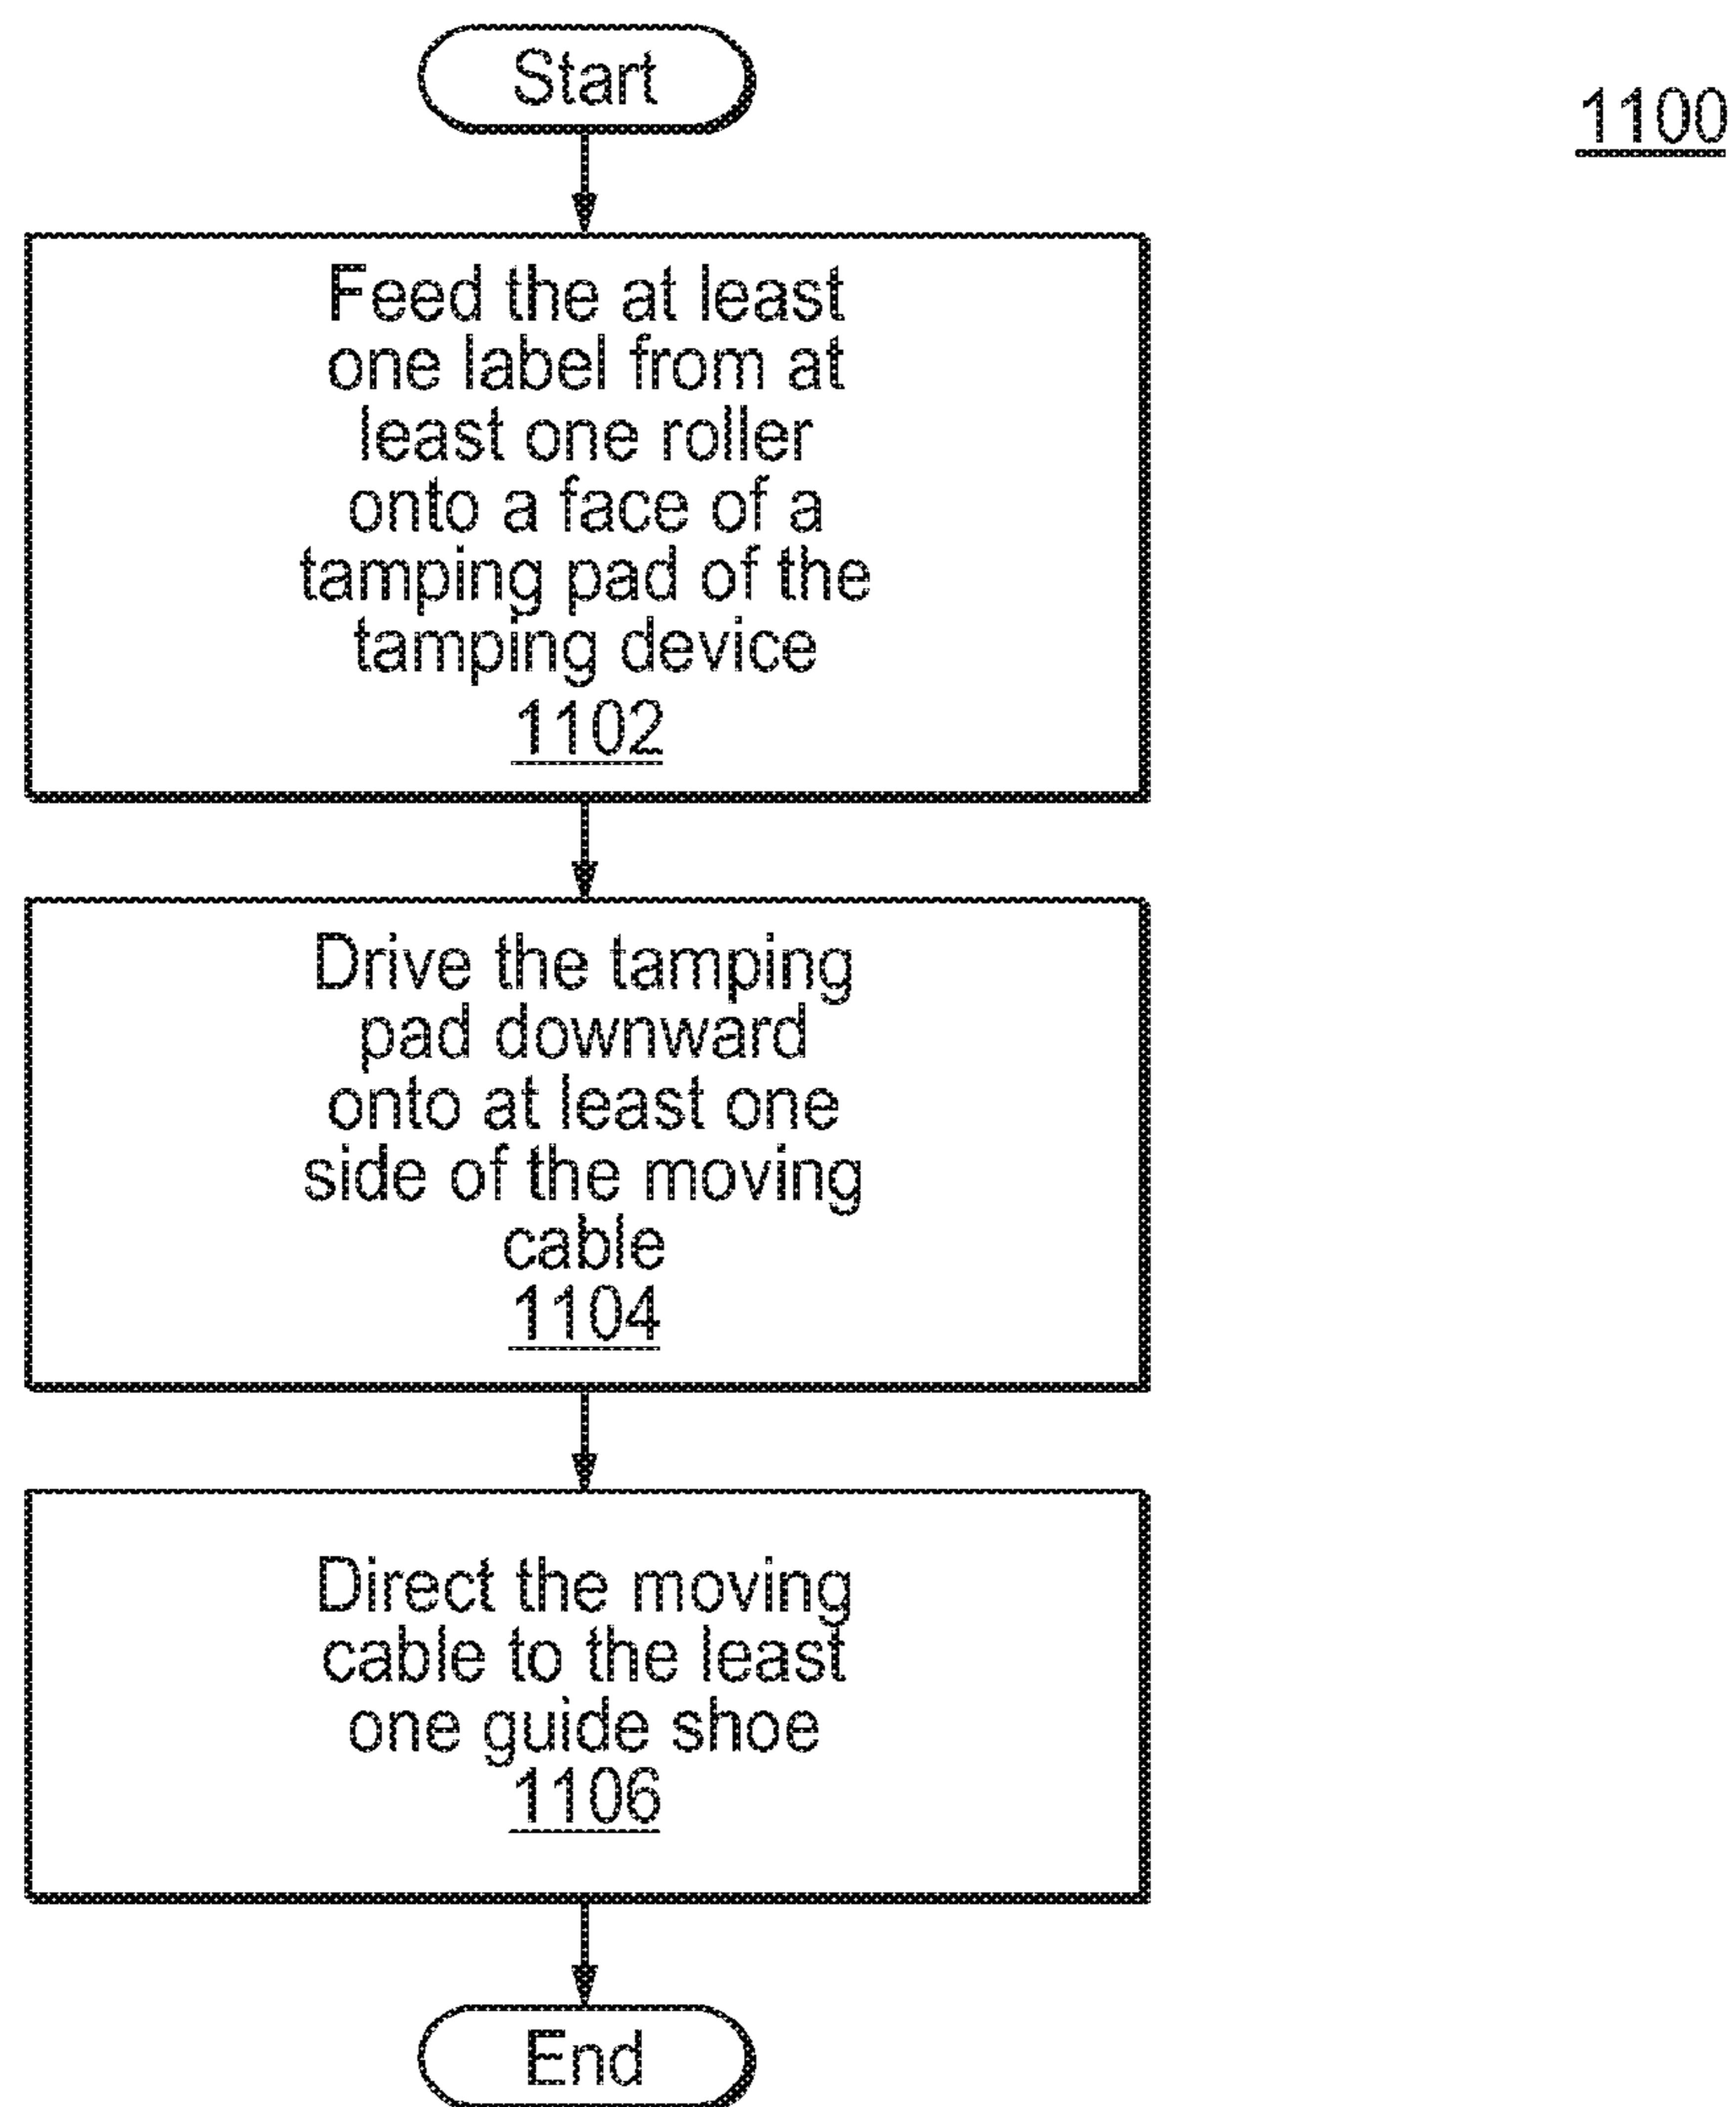 Start
1100
Feed the at least
one label from at
least one roller
onto a face of a
tamping pad of the
tamping device
1102
Drive the tamping
pad downward
onto at least one
side of the moving
cable
1104
Direct the moving
cable to the least
one guide shoe
1106
End